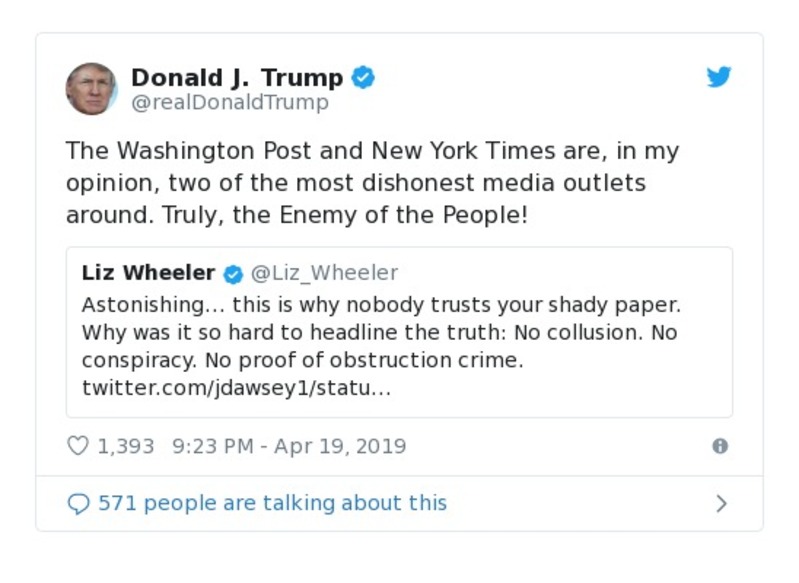 Donald J. Trump
@realDonaldTrump
The Washington Post and New York Times are, in my
opinion, two of the most dishonest media outlets
around. Truly, the Enemy of the People!
Liz Wheeler @Liz_Wheeler
Astonishing… this is why nobody trusts your shady paper.
Why was it so hard to headline the truth: No collusion. No
conspiracy. No proof of obstruction crime.
twitter.com/jdawsey1/statu…
1,393 9:23 PM - Apr 19, 2019
571 people are talking about this